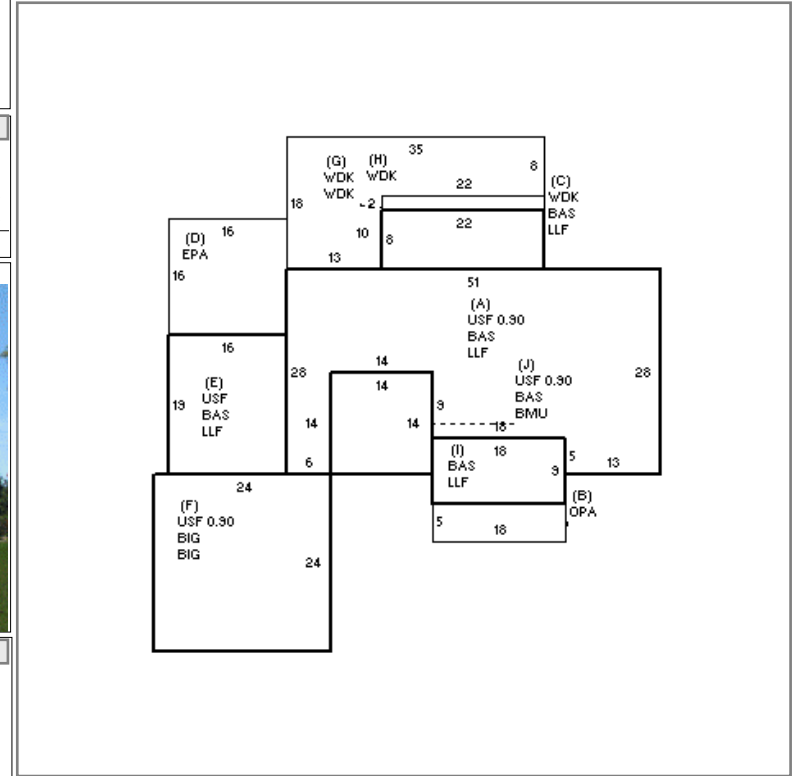 35
(G)
WDK
WDK
(H)
WDK
8
22
(C)
WDK
BAS
LLF
18
2
22
16
(D)
EPA
10
8
13
16
51
(A)
USF 0.90
BAS
LLF
16
14
(J)
USF 0.90
BAS
BMU
28
28
14
(E)
USF
BAS
LLF
19
9
14
14
18
(I)
BAS
LLF
18
5
9
13
6
24
(B)
OPA
(F)
USF 0.90
BIG
BIG
5
18
24